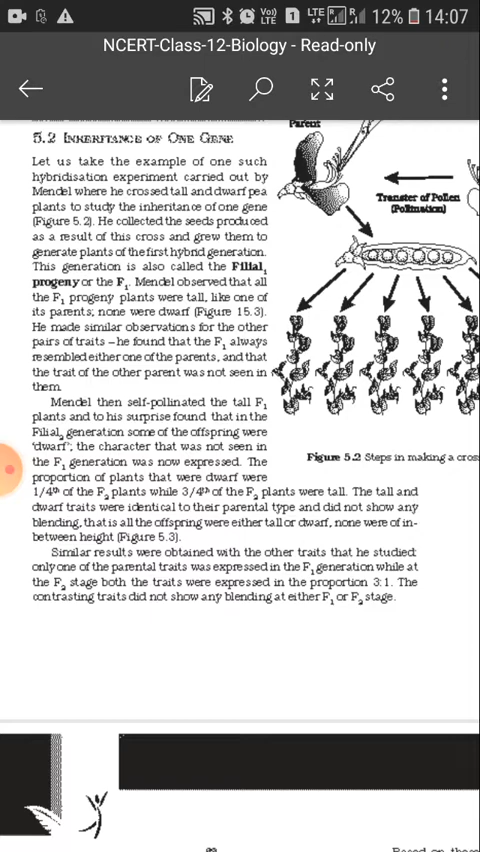 12% 14:07
NCERT-Class-12-Biology - Read-only
5.2 INHERITANCE OF ONE GENE
Let us take the example of one such
hybridisation experiment carried out by
Mendel where he crossed tall and dwarf pea
plants to study the inheritance of one gene
(Figure 5.2). He collected the seeds produced
as a result of this cross and grew them to
generate plants of the first hybrid generation.
This generation is also called the Filial₁
progeny or the F₁. Mendel observed that all
the F₁ progeny plants were tall, like one of
its parents; none were dwarf (Figure 15.3).
He made similar observations for the other
pairs of traits – he found that the F₁ always
resembled either one of the parents, and that
the trait of the other parent was not seen in
them.
Mendel then self-pollinated the tall F₁
plants and to his surprise found that in the
Filial₂ generation some of the offspring were
‘dwarf’; the character that was not seen in
the F₁ generation was now expressed. The
proportion of plants that were dwarf were
1/4ᵗʰ of the F₂ plants while 3/4ᵗʰ of the F₂ plants were tall. The tall and
dwarf traits were identical to their parental type and did not show any
blending, that is all the offspring were either tall or dwarf, none were of in-
between height (Figure 5.3).
Similar results were obtained with the other traits that he studied:
only one of the parental traits was expressed in the F₁ generation while at
the F₂ stage both the traits were expressed in the proportion 3:1. The
contrasting traits did not show any blending at either F₁ or F₂ stage.
Parent
Transfer of Pollen
(Pollination)
Figure 5.2 Steps in making a cros
Vo)) LTE 1 LTE R R